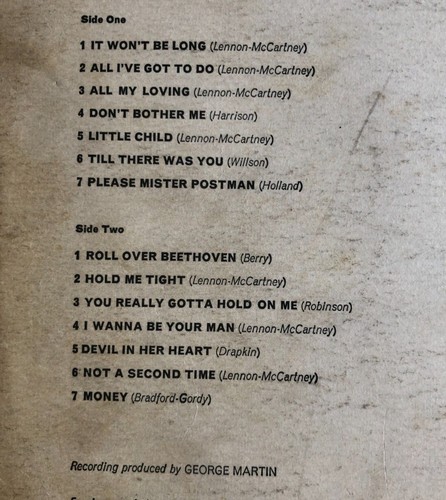 Side One
1 IT WON'T BE LONG (Lennon-McCartney)
2 ALL I'VE GOT TO DO (Lennon-McCartney)
3 ALL MY LOVING (Lennon-McCartney)
4 DON'T BOTHER ME (Harrison)
5 LITTLE CHILD (Lennon-McCartney)
6 TILL THERE WAS YOU (Willson)
7 PLEASE MISTER POSTMAN (Holland)
Side Two
1 ROLL OVER BEETHOVEN (Berry)
2 HOLD ME TIGHT (Lennon-McCartney)
3 YOU REALLY GOTTA HOLD ON ME (Robinson)
4 I WANNA BE YOUR MAN (Lennon-McCartney)
5 DEVIL IN HER HEART (Drapkin)
6 NOT A SECOND TIME (Lennon-McCartney)
7 MONEY (Bradford-Gordy)
Recording produced by GEORGE MARTIN